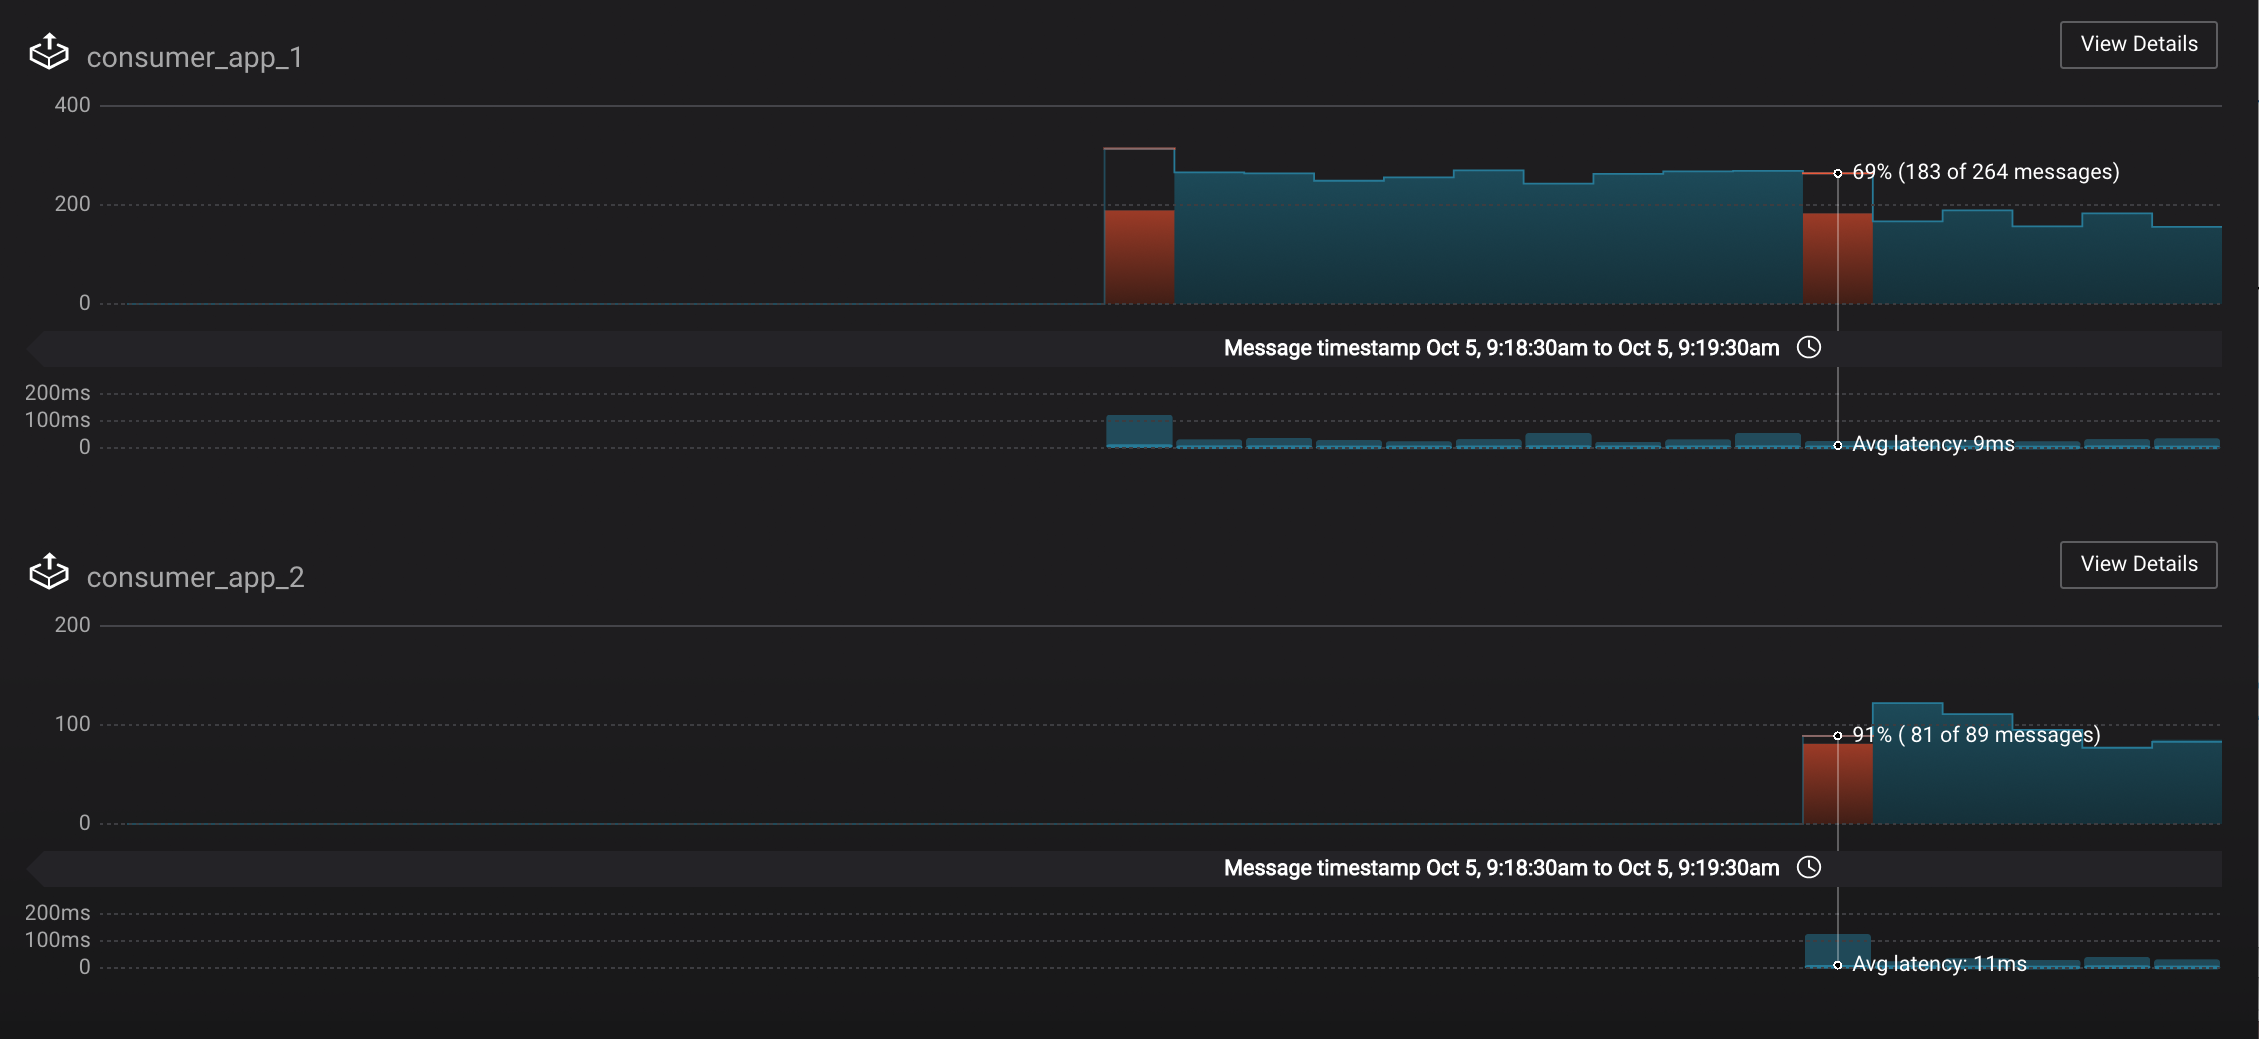 consumer_app_1
View Details
400
69% (183 of 264 messages)
200
0
Message timestamp Oct 5, 9:18:30am to Oct 5, 9:19:30am
200ms
100ms
0
Avg latency: 9ms
consumer_app_2
View Details
200
100
91% ( 81 of 89 messages)
0
Message timestamp Oct 5, 9:18:30am to Oct 5, 9:19:30am
200ms
100ms
0
Avg latency: 11ms